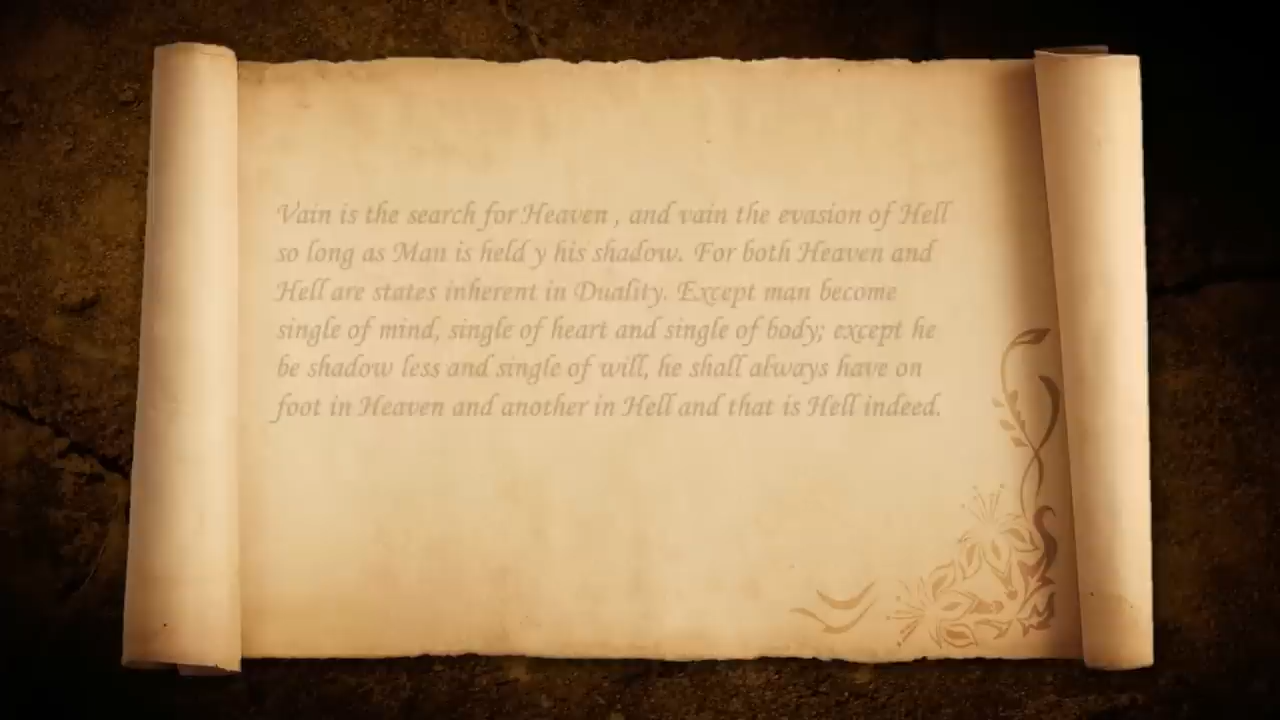 Vain is the search for Heaven , and vain the evasion of Hell
so long as Man is held y his shadow. For both Heaven and
Hell are states inherent in Duality. Except man become
single of mind, single of heart and single of body; except he
be shadow less and single of will, he shall always have on
foot in Heaven and another in Hell and that is Hell indeed.